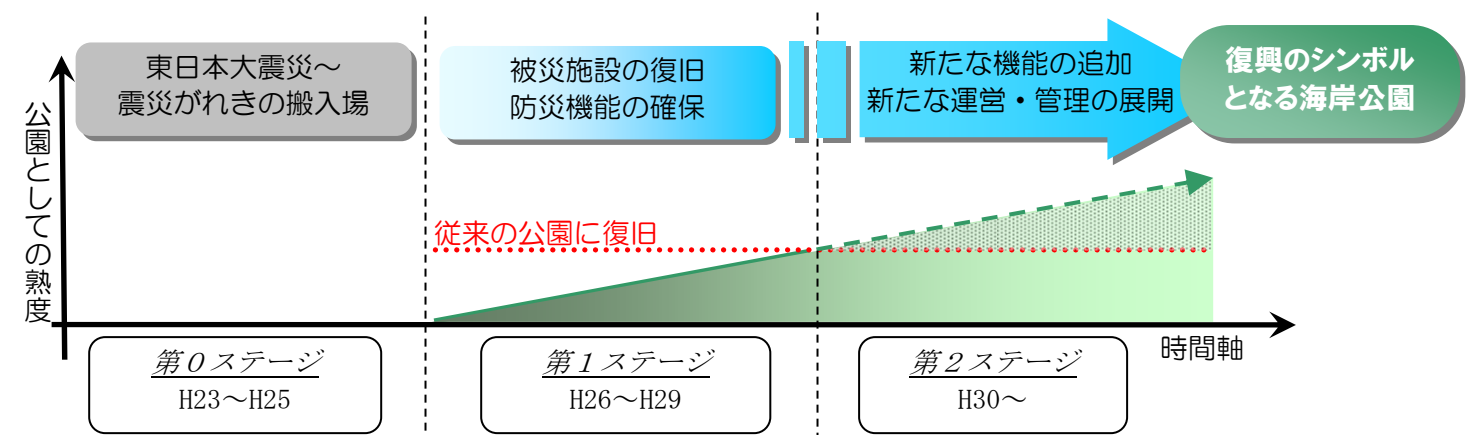 東日本大震災～
震災がれきの搬入場
被災施設の復旧
防災機能の確保
新たな機能の追加
新たな運営・管理の展開
復興のシンボル
となる海岸公園
公園としての熟度
従来の公園に復旧
時間軸
第０ステージ
H23～H25
第１ステージ
H26～H29
第２ステージ
H30～